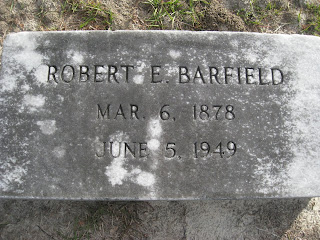 ROBERT E. BARFIELD
MAR. 6, 1878
JUNE 5, 1949